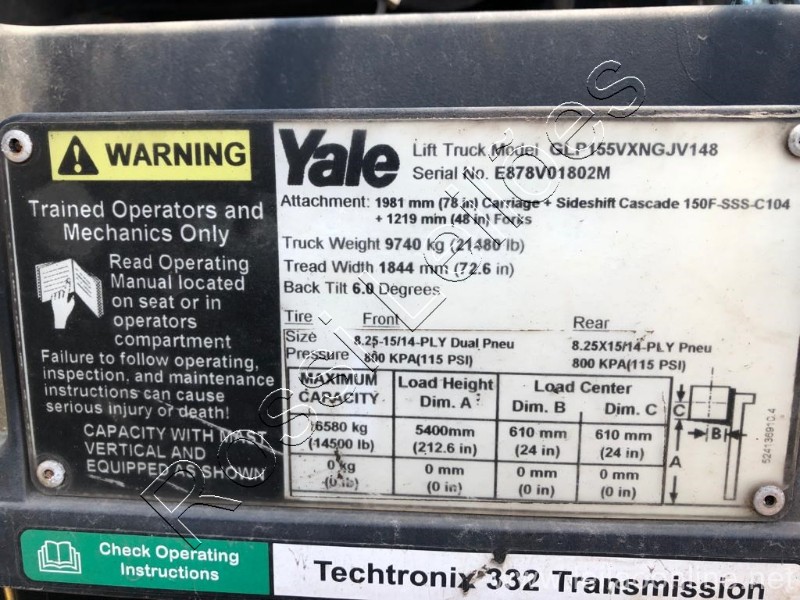 WARNING
Trained Operators and
Mechanics Only
Read Operating
Manual located
on seat or in
operators
compartment
Failure to follow operating,
inspection, and maintenance
instructions can cause
serious injury or death!
CAPACITY WITH MAST
VERTICAL AND
EQUIPPED AS SHOWN
Yale
Lift Truck Model GLP155VXNGJV148
Serial No. E878V01802M
Attachment: 1981 mm (78 in) Carriage + Sideshift Cascade 150F-SSS-C104
+ 1219 mm (48 in) Forks
Truck Weight 9740 kg (21480 lb)
Tread Width 1844 mm (72.6 in)
Back Tilt 6.0 Degrees
Tire Front Rear
Size 8.25-15/14-PLY Dual Pneu 8.25X15/14-PLY Pneu
Pressure 800 KPA(115 PSI) 800 KPA(115 PSI)
MAXIMUM CAPACITY Load Height Dim. A Load Center Dim. B Dim. C
6580 kg 5400mm 610 mm 610 mm
(14500 lb) (212.6 in) (24 in) (24 in)
0 kg 0 mm 0 mm 0 mm
(0 lb) (0 in) (0 in) (0 in)
C
B
A
524136910.4
Check Operating
Instructions
Techtronix 332 Transmission
Rossi Leilões